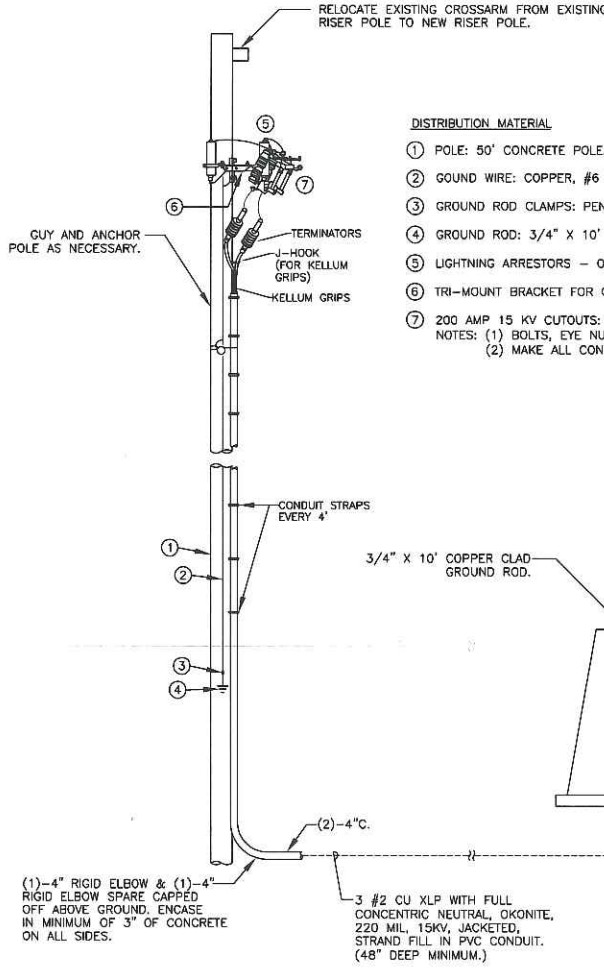 RELOCATE EXISTING CROSSARM FROM EXISTING
RISER POLE TO NEW RISER POLE.
DISTRIBUTION MATERIAL
1 POLE: 50' CONCRETE POLE
2 GOUND WIRE: COPPER, #6
3 GROUND ROD CLAMPS: PEN
4 GROUND ROD: 3/4" X 10'
5 LIGHTNING ARRESTORS - O
6 TRI-MOUNT BRACKET FOR
7 200 AMP 15 KV CUTOUTS:
NOTES: (1) BOLTS, EYE NU
(2) MAKE ALL CON
5
7
6
TERMINATORS
J-HOOK
(FOR KELLUM
GRIPS)
KELLUM GRIPS
GUY AND ANCHOR
POLE AS NECESSARY.
CONDUIT STRAPS
EVERY 4'
1
2
3
4
3/4" X 10' COPPER CLAD
GROUND ROD.
(2)-4"C.
(1)-4" RIGID ELBOW & (1)-4"
RIGID ELBOW SPARE CAPPED
OFF ABOVE GROUND. ENCASE
IN MINIMUM OF 3" OF CONCRETE
ON ALL SIDES.
3 #2 CU XLP WITH FULL
CONCENTRIC NEUTRAL, OKONITE,
220 MIL, 15KV, JACKETED,
STRAND FILL IN PVC CONDUIT.
(48" DEEP MINIMUM.)